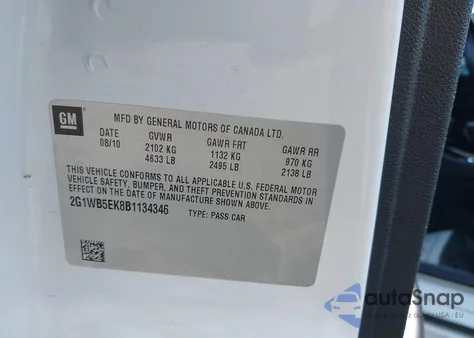 GM
MFD BY GENERAL MOTORS OF CANADA LTD.
DATE GVWR GAWR FRT GAWR RR
08/10 2102 KG 1132 KG 970 KG
4633 LB 2495 LB 2138 LB
THIS VEHICLE CONFORMS TO ALL APPLICABLE U.S. FEDERAL MOTOR
VEHICLE SAFETY, BUMPER, AND THEFT PREVENTION STANDARDS IN
EFFECT ON THE DATE OF MANUFACTURE SHOWN ABOVE.
2G1WB5EK8B1134346 TYPE: PASS CAR
autoSnap